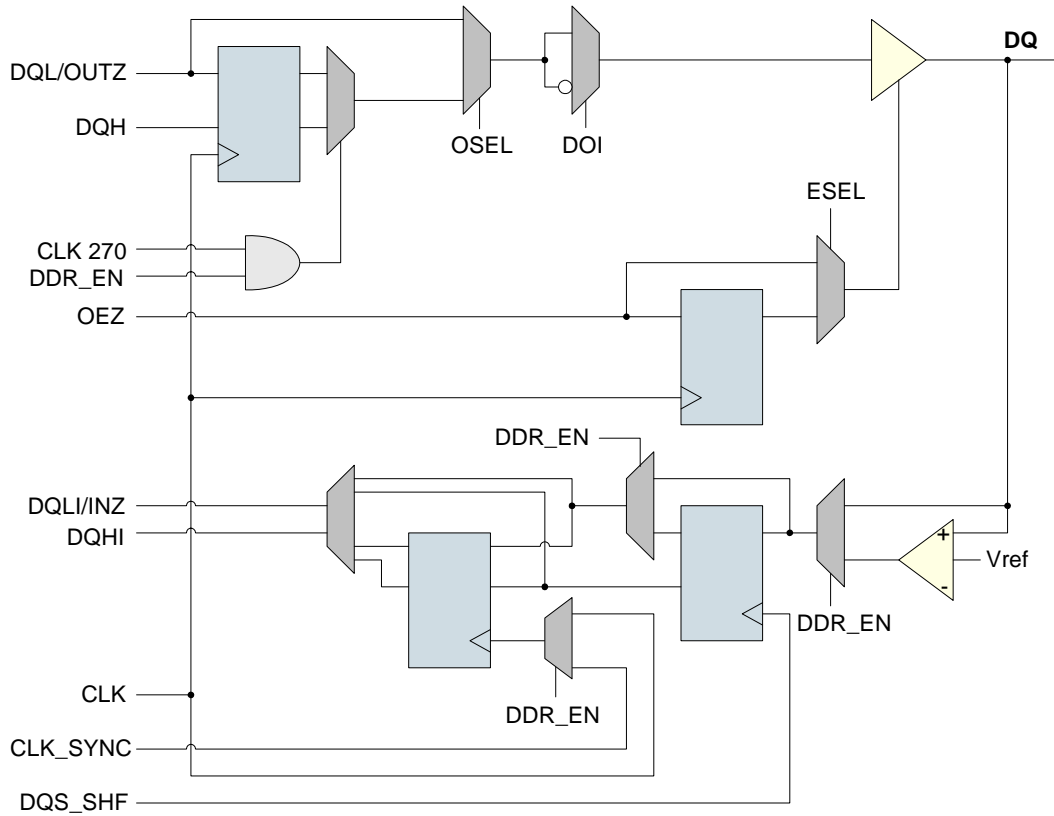 DQ
DQL/OUTZ
DQH
OSEL
DOI
ESEL
CLK 270
DDR_EN
OEZ
DDR_EN
DQLI/INZ
DQHI
+
Vref
-
DDR_EN
CLK
DDR_EN
CLK_SYNC
DQS_SHF